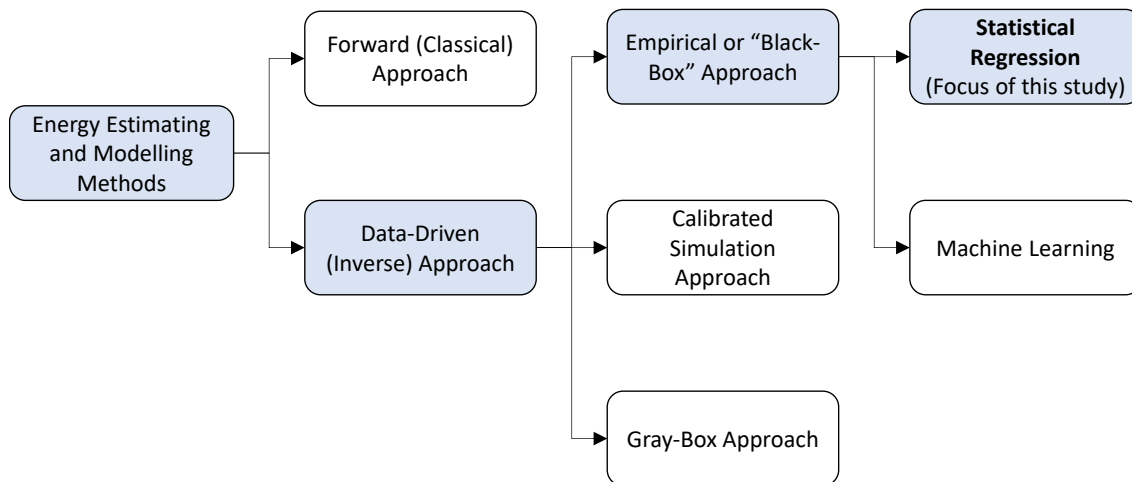 Energy Estimating
and Modelling
Methods
Forward (Classical)
Approach
Data-Driven
(Inverse) Approach
Empirical or “Black-
Box” Approach
Calibrated
Simulation
Approach
Gray-Box Approach
Statistical
Regression
(Focus of this study)
Machine Learning